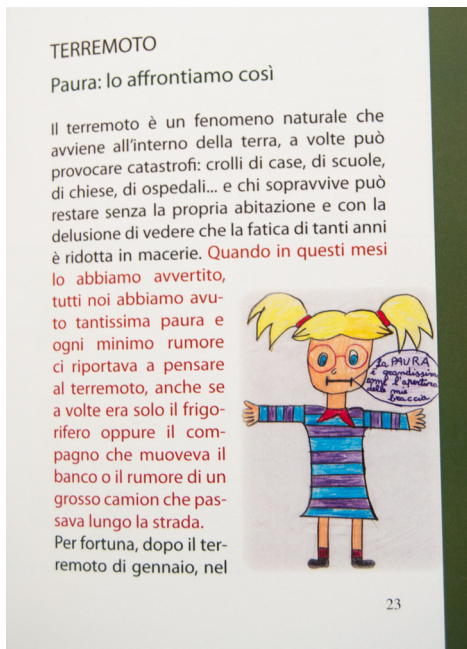 TERREMOTO
Paura: lo affrontiamo così
Il terremoto è un fenomeno naturale che
avviene all'interno della terra, a volte può
provocare catastrofi: crolli di case, di scuole,
di chiese, di ospedali... e chi sopravvive può
restare senza la propria abitazione e con la
delusione di vedere che la fatica di tanti anni
è ridotta in macerie. Quando in questi mesi
lo abbiamo avvertito,
tutti noi abbiamo avu-
to tantissima paura e
ogni minimo rumore
ci riportava a pensare
al terremoto, anche se
a volte era solo il frigo-
rifero oppure il com-
pagno che muoveva il
banco o il rumore di un
grosso camion che pas-
sava lungo la strada.
Per fortuna, dopo il ter-
remoto di gennaio, nel
La PAURA
è grandissima
come l'apertura
delle mie
braccia
23